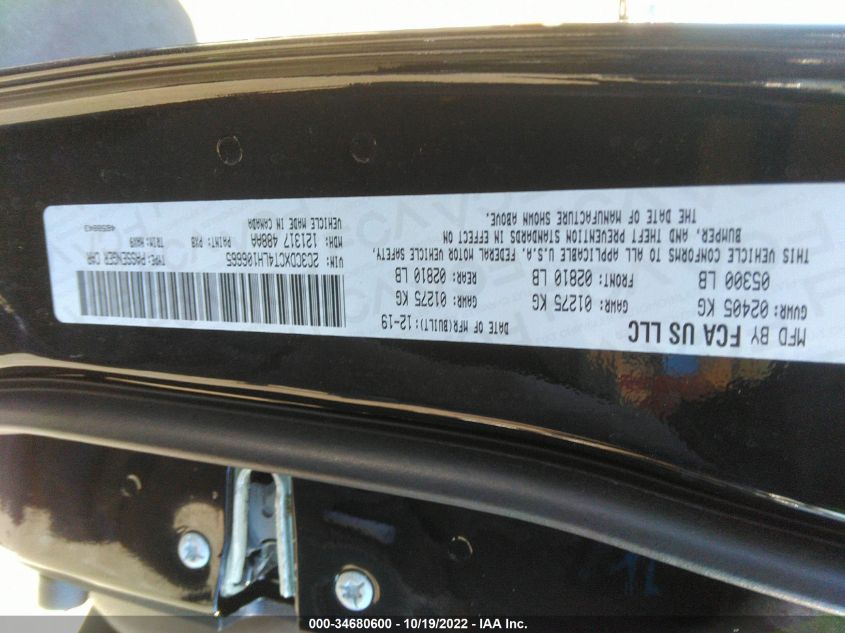 MFD BY FCA US LLC DATE OF MFR(BUILT): 12-19
GVWR: 02405 KG GAWR: 01275 KG GAWR: 01275 KG
05300 LB FRONT: 02810 LB REAR: 02810 LB
THIS VEHICLE CONFORMS TO ALL APPLICABLE U.S.A. FEDERAL MOTOR VEHICLE SAFETY,
BUMPER, AND THEFT PREVENTION STANDARDS IN EFFECT ON
THE DATE OF MANUFACTURE SHOWN ABOVE.
VIN: 2C3CDXCT4LH106665 TYPE: PASSENGER CAR
MDH: 121317 488AA PAINT: PX8 TRIM:
VEHICLE MADE IN CANADA
000-34680600 - 10/19/2022 - IAA Inc.